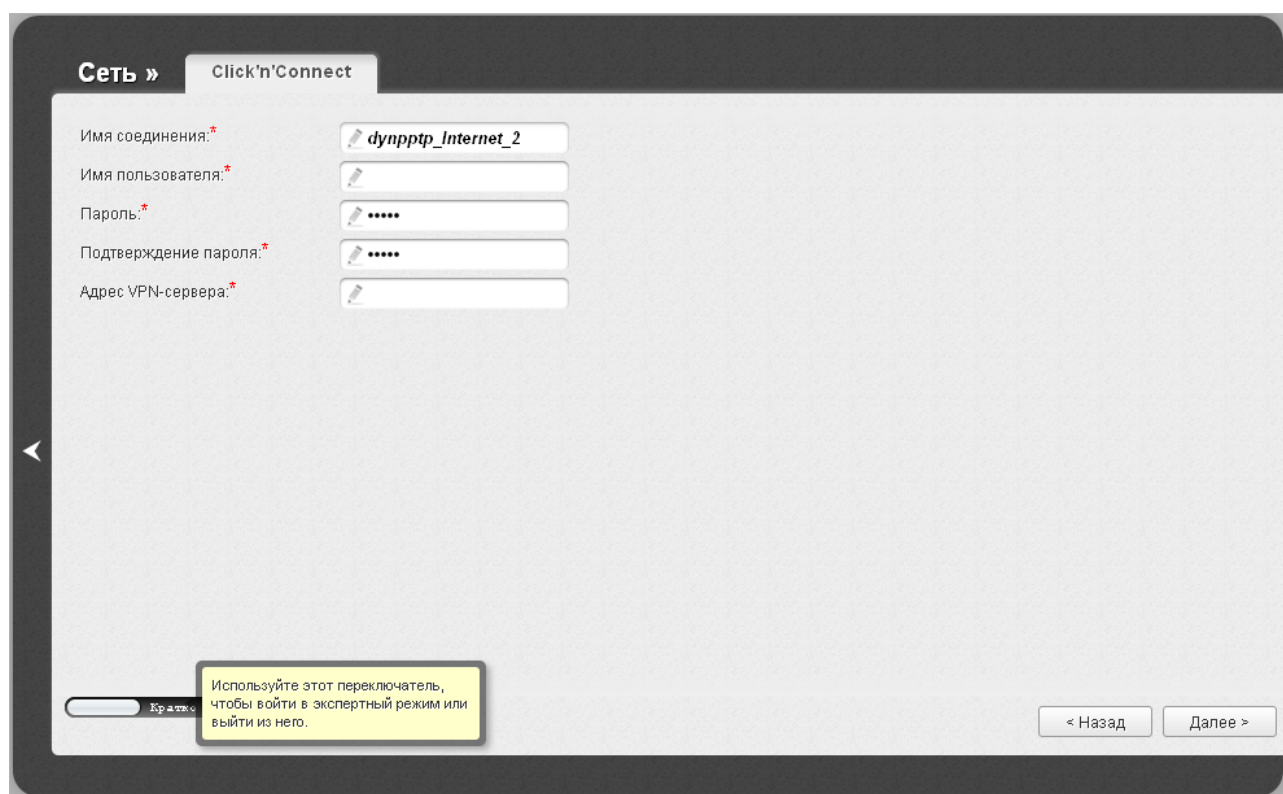 Сеть »
Click'n'Connect
Имя соединения:*
dynpptp_Internet_2
Имя пользователя:*
Пароль:*
•••••
Подтверждение пароля:*
•••••
Адрес VPN-сервера:*
Используйте этот переключатель,
чтобы войти в экспертный режим или
выйти из него.
< Назад
Далее >